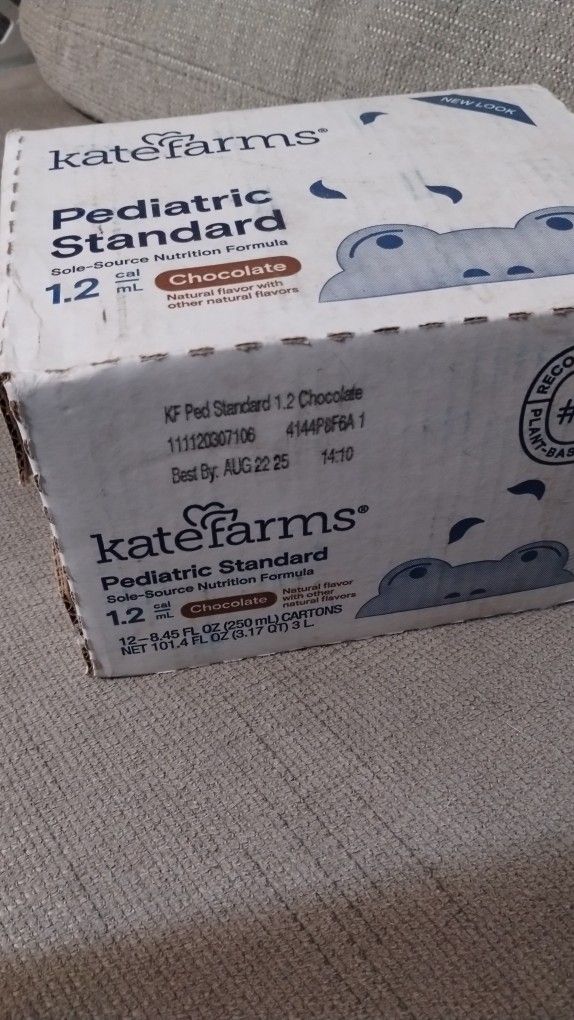 NEW LOOK
katefarms®
Pediatric
Standard
Sole-Source Nutrition Formula
1.2 cal mL
Chocolate
Natural flavor with
other natural flavors
KF Ped Standard 1.2 Chocolate
111120307106 4144P8F6A 1
Best By: AUG 22 25 14:10
RECO
#
PLANT-BAS
katefarms®
Pediatric Standard
Sole-Source Nutrition Formula
1.2 cal mL
Chocolate
Natural flavor
with other
natural flavors
12–8.45 FL OZ (250 mL) CARTONS
NET 101.4 FL OZ (3.17 QT) 3 L